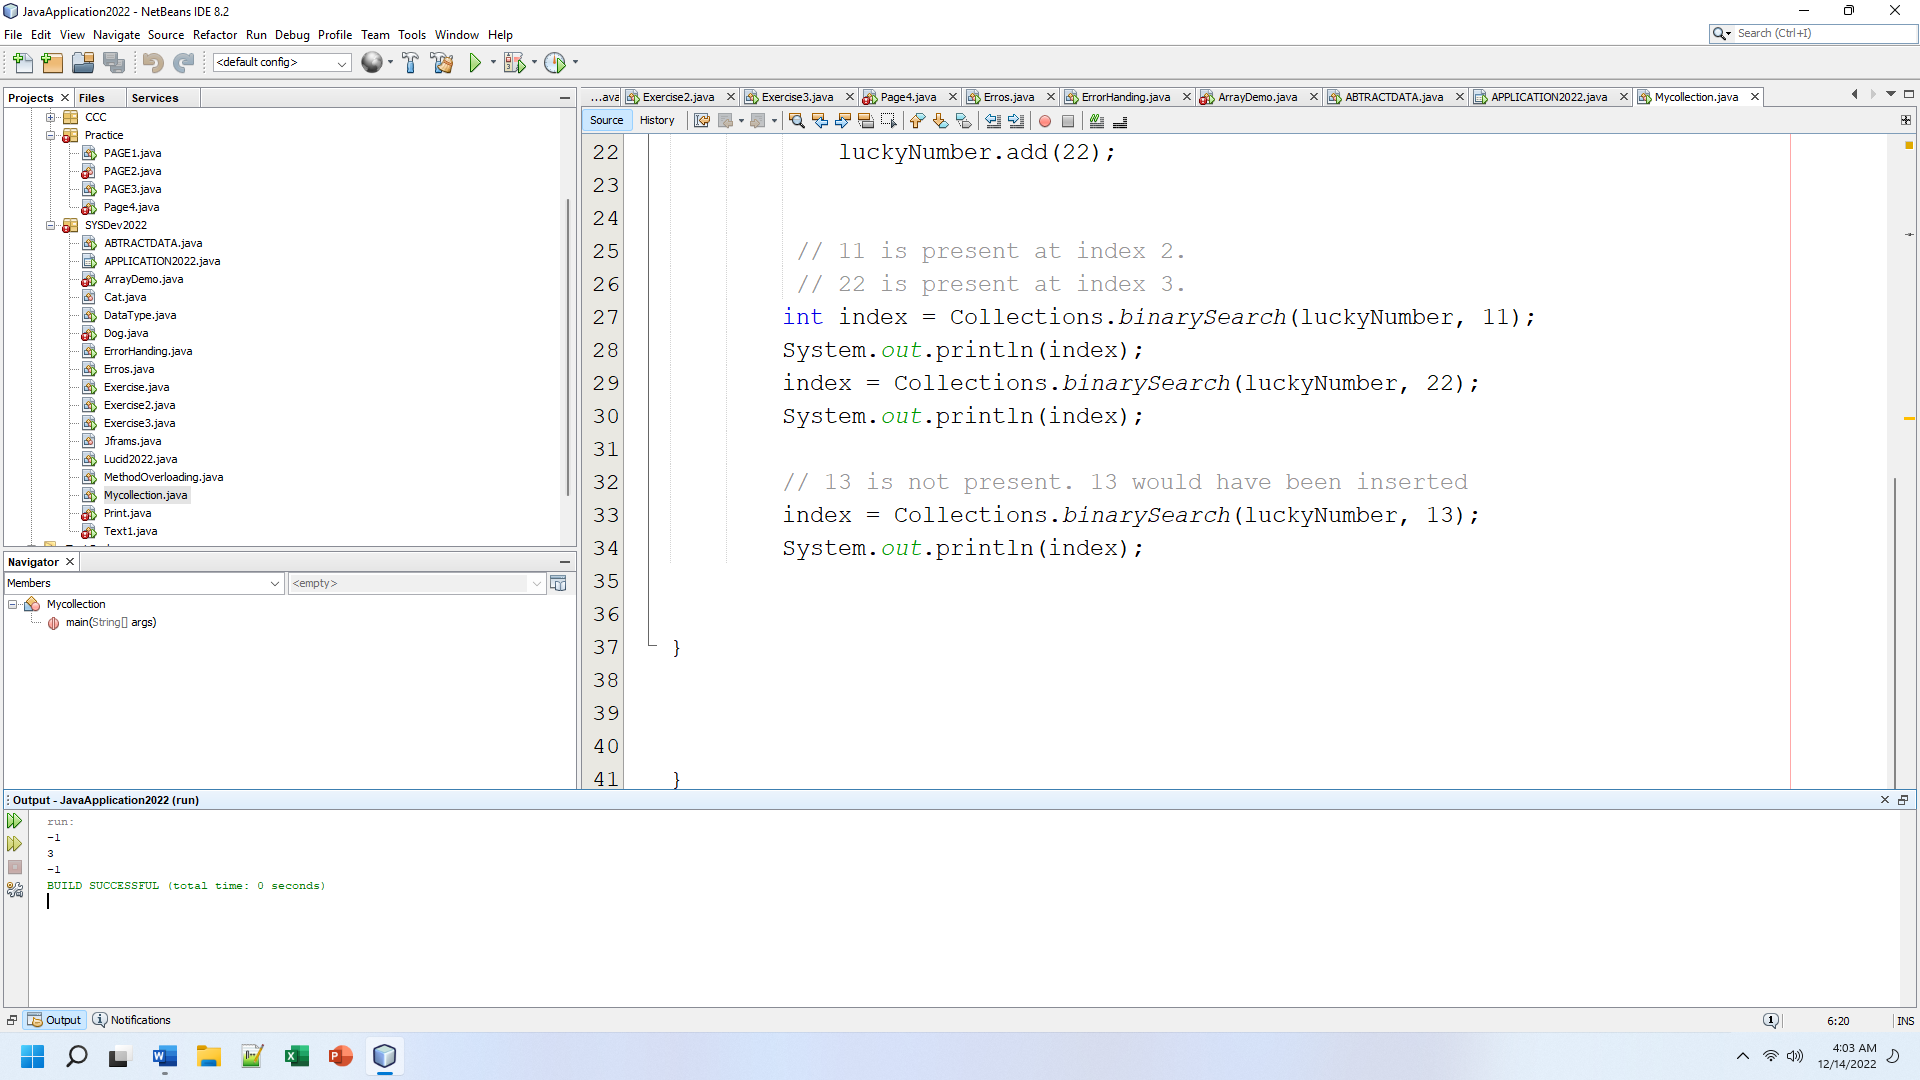 JavaApplication2022 - NetBeans IDE 8.2
File Edit View Navigate Source Refactor Run Debug Profile Team Tools Window Help
Search (Ctrl+I)
<default config>
Projects Files Services
CCC
Practice
PAGE1.java
PAGE2.java
PAGE3.java
Page4.java
SYSDev2022
ABTRACTDATA.java
APPLICATION2022.java
ArrayDemo.java
Cat.java
DataType.java
Dog.java
ErrorHanding.java
Erros.java
Exercise.java
Exercise2.java
Exercise3.java
Jframs.java
Lucid2022.java
MethodOverloading.java
Mycollection.java
Print.java
Text1.java
Navigator
Members <empty>
Mycollection
main(String[] args)
...ava Exercise2.java Exercise3.java Page4.java Erros.java ErrorHanding.java ArrayDemo.java ABTRACTDATA.java APPLICATION2022.java Mycollection.java
Source History
22 luckyNumber.add(22);
23
24
25 // 11 is present at index 2.
26 // 22 is present at index 3.
27 int index = Collections.binarySearch(luckyNumber, 11);
28 System.out.println(index);
29 index = Collections.binarySearch(luckyNumber, 22);
30 System.out.println(index);
31
32 // 13 is not present. 13 would have been inserted
33 index = Collections.binarySearch(luckyNumber, 13);
34 System.out.println(index);
35
36
37 }
38
39
40
41 }
Output - JavaApplication2022 (run)
run:
-1
3
-1
BUILD SUCCESSFUL (total time: 0 seconds)
Output Notifications
6:20 INS
4:03 AM
12/14/2022